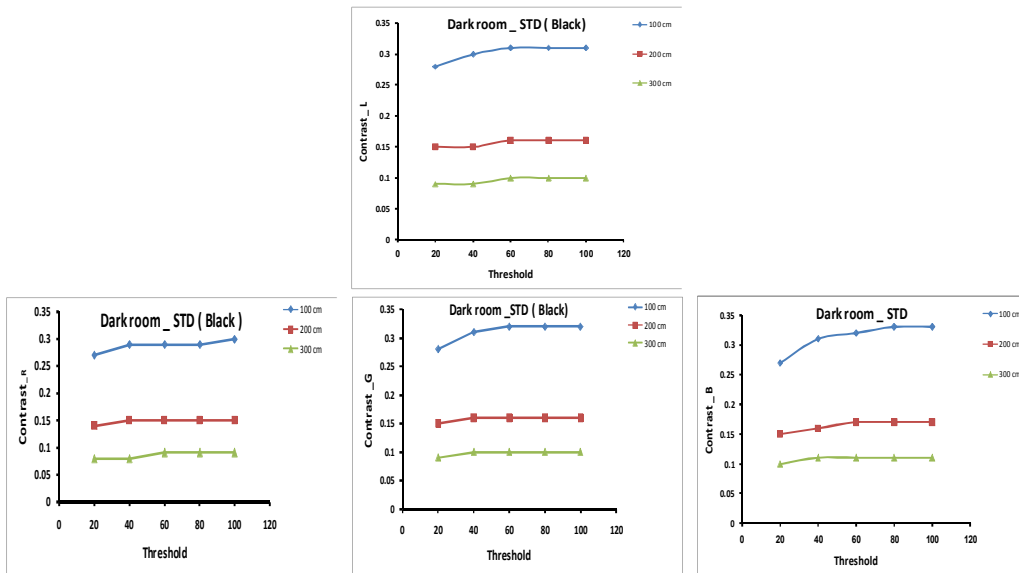 Dark room _ STD ( Black)
100 cm
200 cm
300 cm
Contrast _ L
0.35
0.3
0.25
0.2
0.15
0.1
0.05
0
0 20 40 60 80 100 120
Threshold
Dark room _ STD ( Black )
100 cm
200 cm
300 cm
Contrast _R
0.35
0.3
0.25
0.2
0.15
0.1
0.05
0
0 20 40 60 80 100 120
Threshold
Dark room _ STD ( Black)
100 cm
200 cm
300 cm
Contrast _ G
0.35
0.3
0.25
0.2
0.15
0.1
0.05
0
0 20 40 60 80 100 120
Threshold
Dark room _ STD
100 cm
200 cm
300 cm
Contrast _ B
0.35
0.3
0.25
0.2
0.15
0.1
0.05
0
0 20 40 60 80 100 120
Threshold